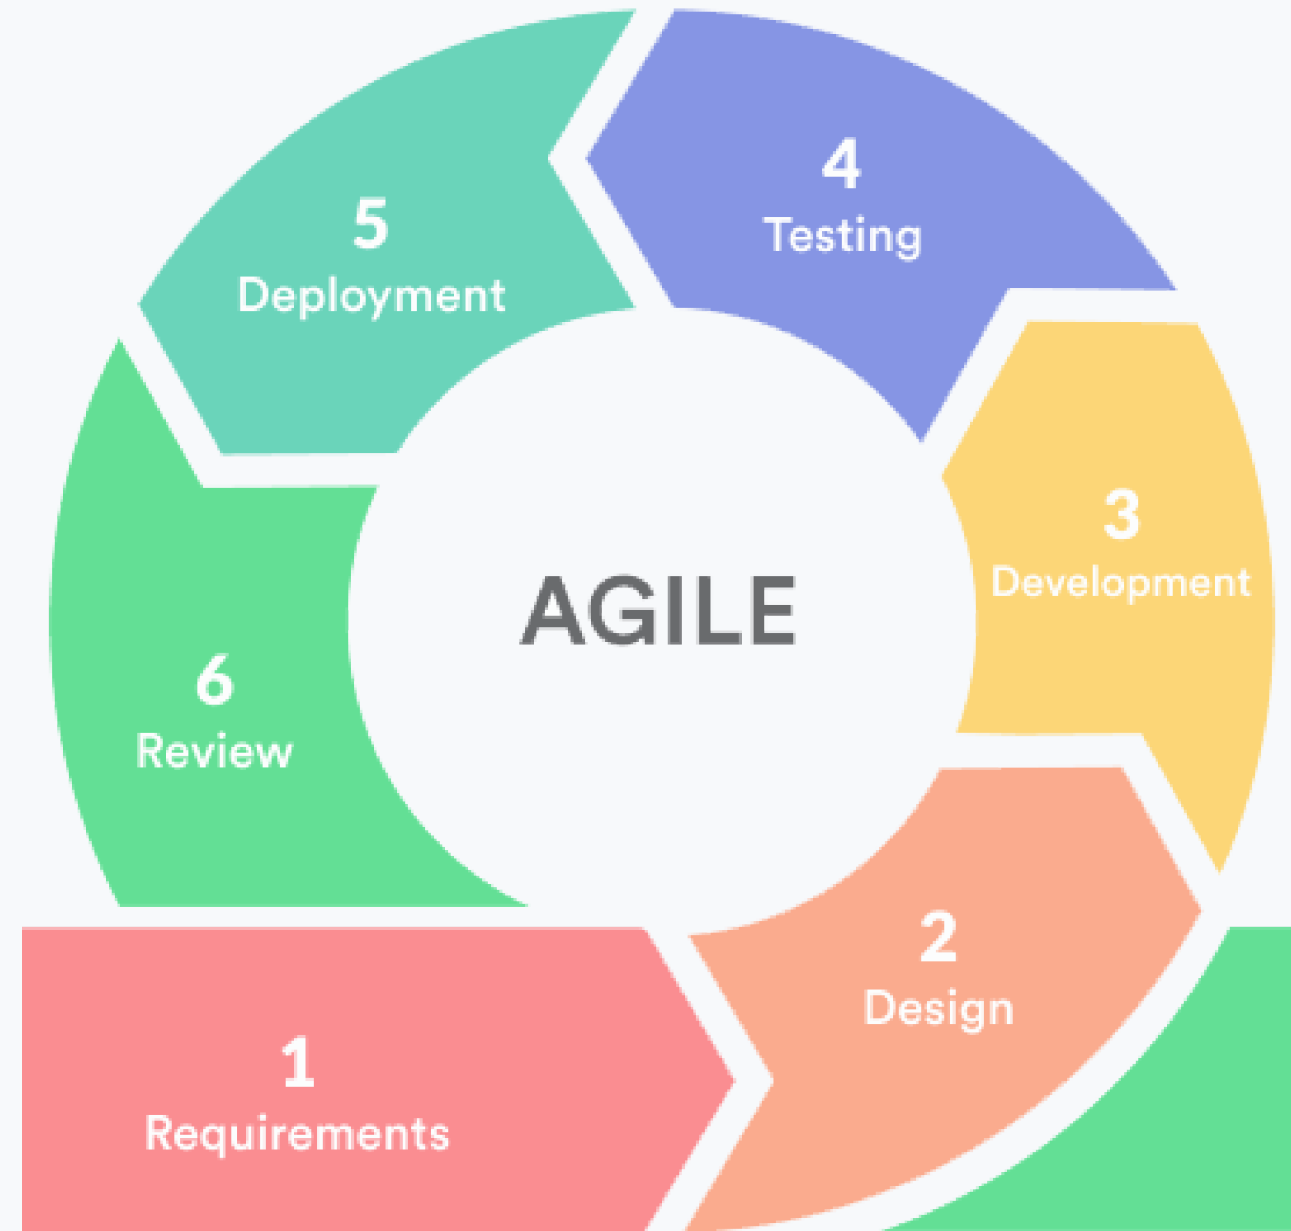 4
Testing
5
Deployment
3
Development
AGILE
6
Review
2
Design
1
Requirements